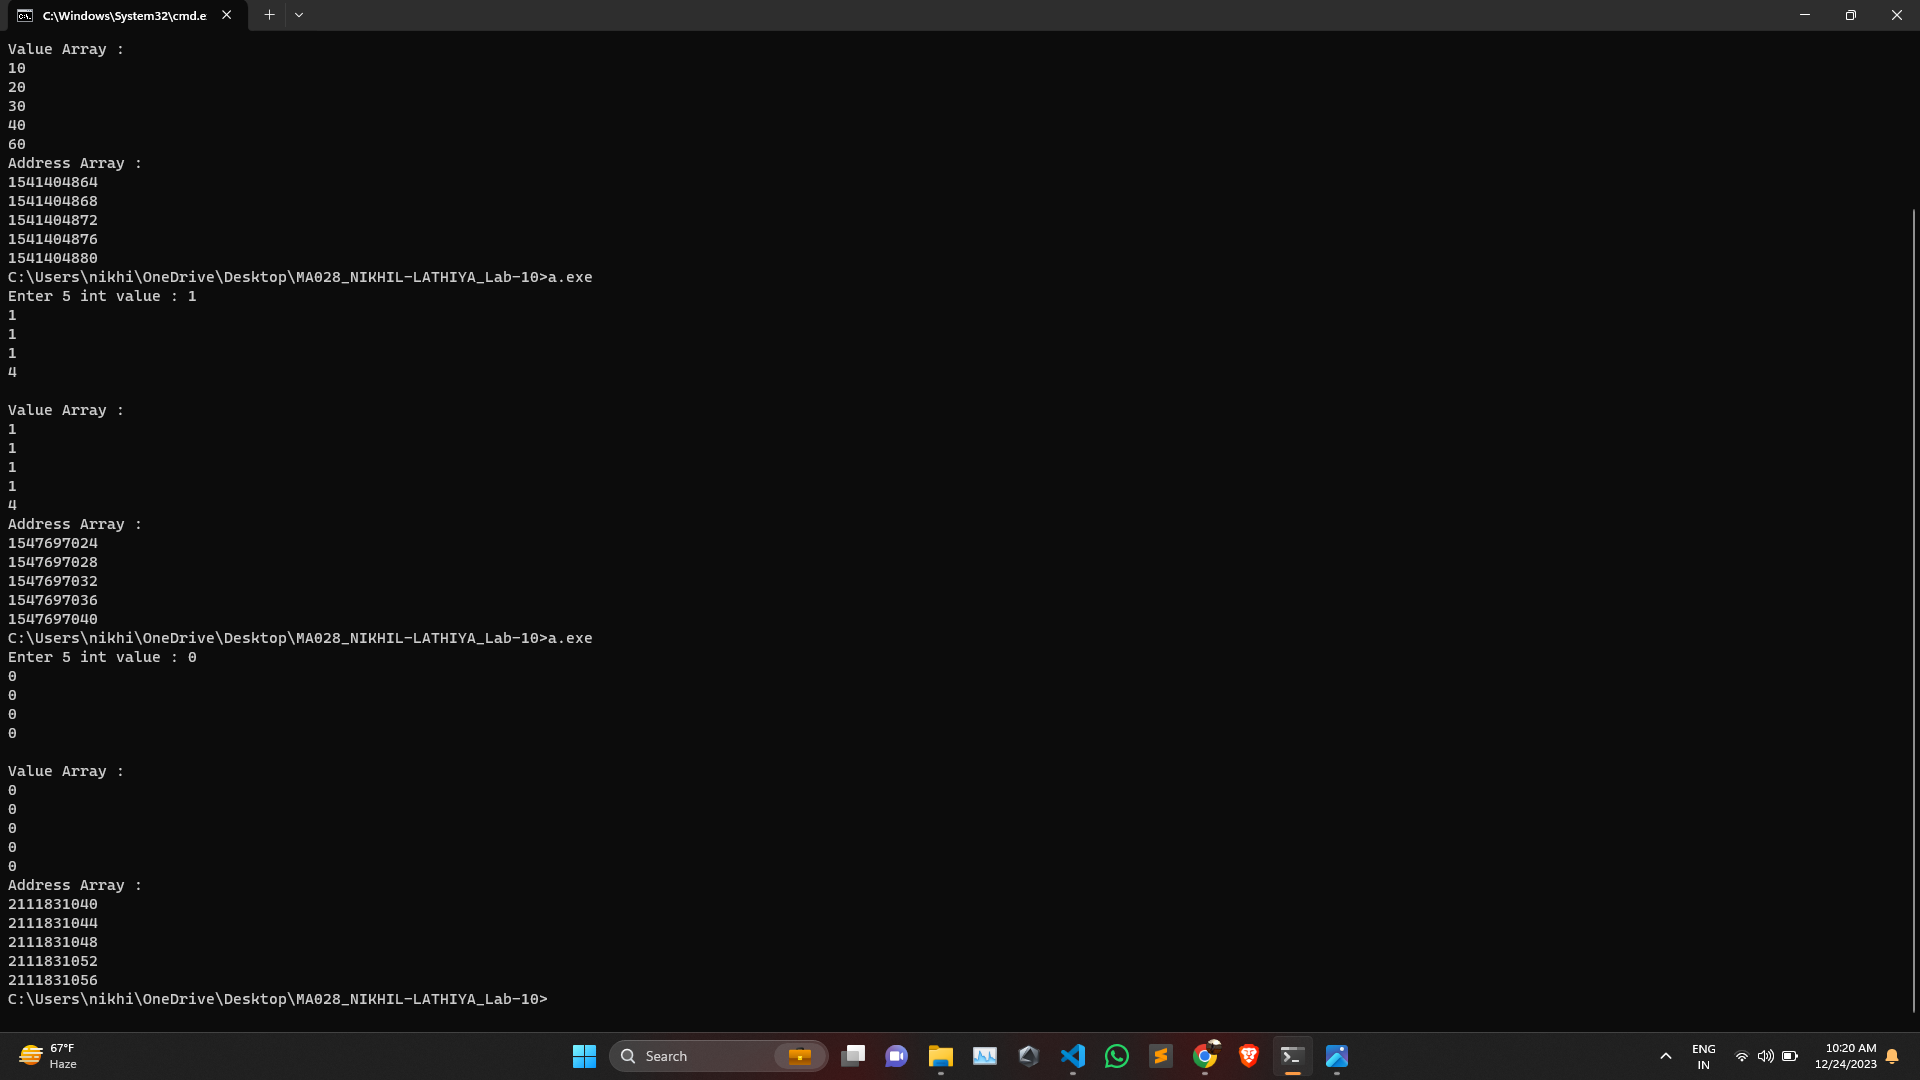 C:\Windows\System32\cmd.e
Value Array :
10
20
30
40
60
Address Array :
1541404864
1541404868
1541404872
1541404876
1541404880
C:\Users\nikhi\OneDrive\Desktop\MA028_NIKHIL-LATHIYA_Lab-10>a.exe
Enter 5 int value : 1
1
1
1
4

Value Array :
1
1
1
1
4
Address Array :
1547697024
1547697028
1547697032
1547697036
1547697040
C:\Users\nikhi\OneDrive\Desktop\MA028_NIKHIL-LATHIYA_Lab-10>a.exe
Enter 5 int value : 0
0
0
0
0

Value Array :
0
0
0
0
0
Address Array :
2111831040
2111831044
2111831048
2111831052
2111831056
C:\Users\nikhi\OneDrive\Desktop\MA028_NIKHIL-LATHIYA_Lab-10>
67°F
Haze
Search
ENG
IN
10:20 AM
12/24/2023